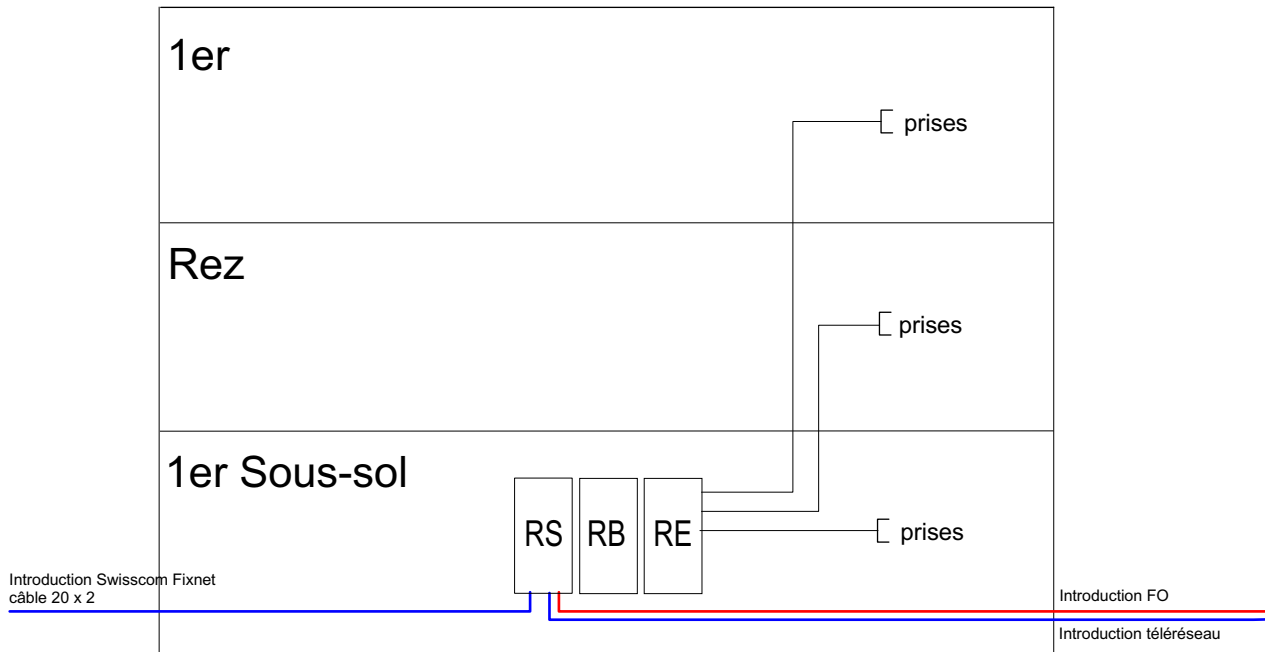 1er
prises
Rez
prises
1er Sous-sol
RS
RB
RE
prises
Introduction Swisscom Fixnet
câble 20 x 2
Introduction FO
Introduction téléréseau